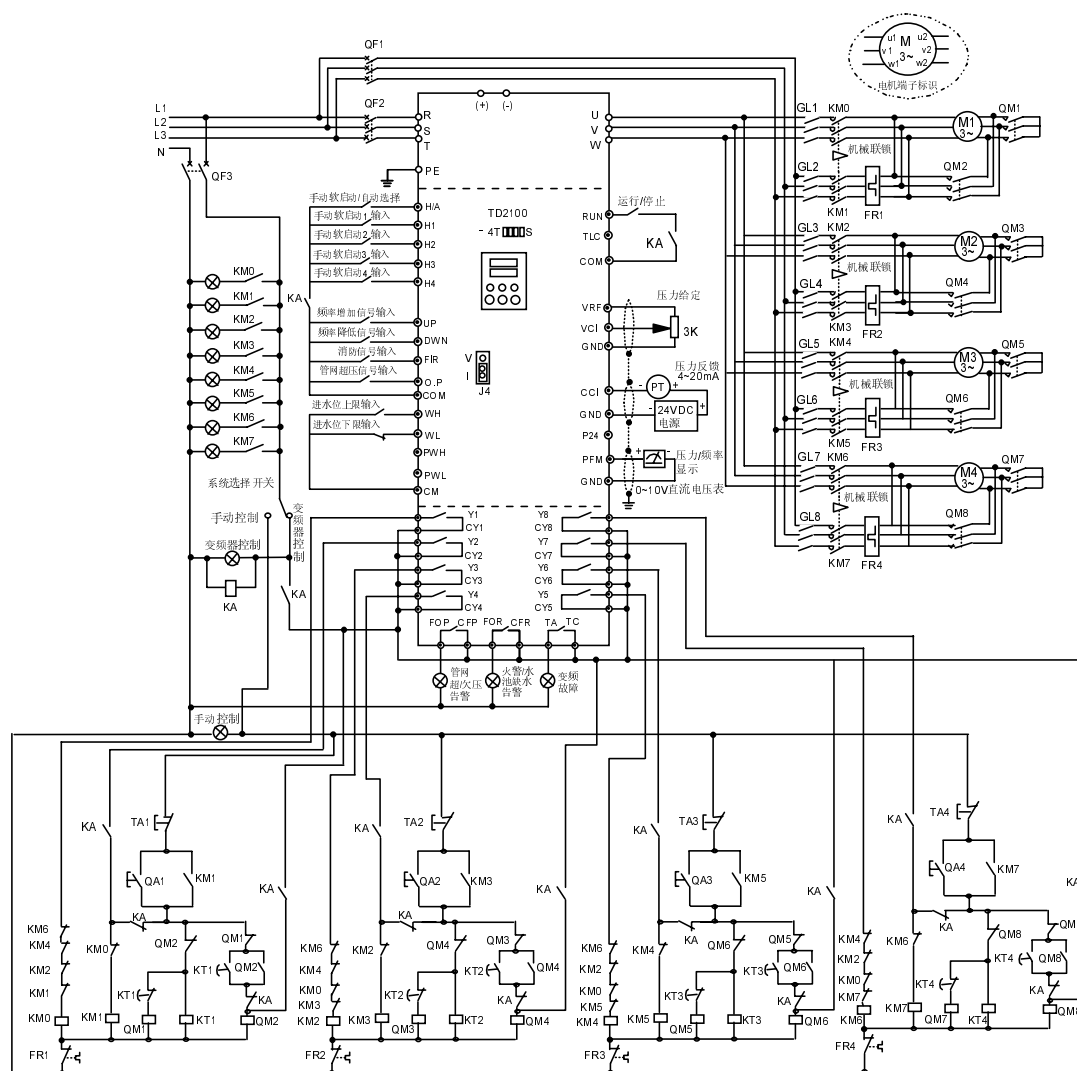 QF1
u1 M u2
v1 v2
w1 3~ w2
电机端子标识
(+) (-)
L1
L2
L3
N
QF2
QF3
R
S
T
PE
U
V
W
GL1 KM0 M1 3~ QM1
机械联锁
GL2 KM1 FR1 QM2
GL3 KM2 M2 3~ QM3
机械联锁
GL4 KM3 FR2 QM4
GL5 KM4 M3 3~ QM5
机械联锁
GL6 KM5 FR3 QM6
GL7 KM6 M4 3~ QM7
机械联锁
GL8 KM7 FR4 QM8
TD2100
- 4T S
手动软启动/自动选择 H/A
手动软启动1输入 H1
手动软启动2输入 H2
手动软启动3输入 H3
手动软启动4输入 H4
KA
频率增加信号输入 UP
频率降低信号输入 DWN
消防信号输入 FIR
管网超压信号输入 O.P
COM
进水位上限输入 WH
进水位下限输入 WL
PWH
PWL
CM
V
I
J4
运行/停止
RUN
TLC
COM
KA
压力给定
VRF
VCI
GND
3K
压力反馈
4~20mA
CCI
- PT +
GND
- 24VDC +
电源
P24
PFM
+ -
压力/频率
显示
GND
0~10V直流电压表
KM0
KM1
KM2
KM3
KM4
KM5
KM6
KM7
系统选择开关
手动控制
变频器控制
变频器控制
KA
KA
Y1 Y8
CY1 CY8
Y2 Y7
CY2 CY7
Y3 Y6
CY3 CY6
Y4 Y5
CY4 CY5
FOP CFP FOR CFR TA TC
管网
超/欠压
告警
火警/水
池缺水
告警
变频
故障
手动控制
KA TA1
QA1 KM1
KA
KA
KM6
KM4
KM2
KM1
KM0
KM0
QM2
QM1
KT1
QM2
KT1
KA
KM1
QM1
KT1
QM2
FR1
KA TA2
QA2 KM3
KA
KA
KM6
KM4
KM0
KM3
KM2
KM2
QM4
QM3
KT2
QM4
KT2
KA
KM3
QM3
KT2
QM4
FR2
KA TA3
QA3 KM5
KA
KA
KM6
KM2
KM0
KM5
KM4
KM4
QM6
QM5
KT3
QM6
KT3
KA
KM5
QM5
KT3
QM6
FR3
KA TA4
QA4 KM7
KA
KA
KM4
KM2
KM0
KM7
KM6
KM6
QM8
QM
KT4
QM8
KT4
KA
KM7
QM7
KT4
QM8
FR4